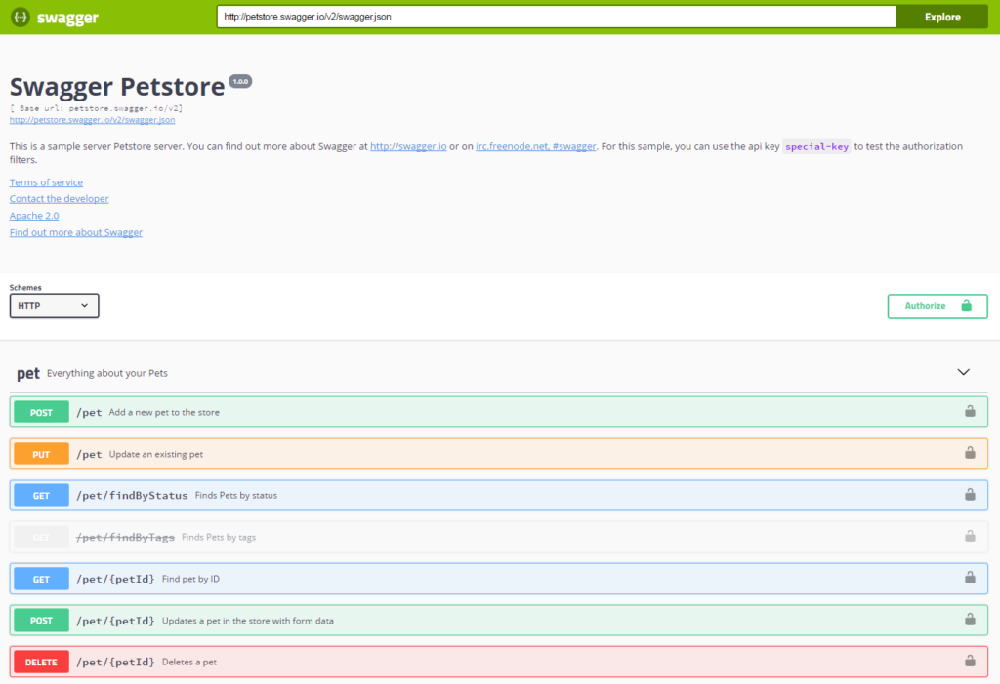 swagger
http://petstore.swagger.io/v2/swagger.json
Explore
Swagger Petstore 1.0.0
[ Base url: petstore.swagger.io/v2]
http://petstore.swagger.io/v2/swagger.json
This is a sample server Petstore server. You can find out more about Swagger at http://swagger.io or on irc.freenode.net, #swagger. For this sample, you can use the api key special-key to test the authorization
filters.
Terms of service
Contact the developer
Apache 2.0
Find out more about Swagger
Schemes
HTTP
Authorize
pet Everything about your Pets
POST /pet Add a new pet to the store
PUT /pet Update an existing pet
GET /pet/findByStatus Finds Pets by status
GET /pet/findByTags Finds Pets by tags
GET /pet/{petId} Find pet by ID
POST /pet/{petId} Updates a pet in the store with form data
DELETE /pet/{petId} Deletes a pet